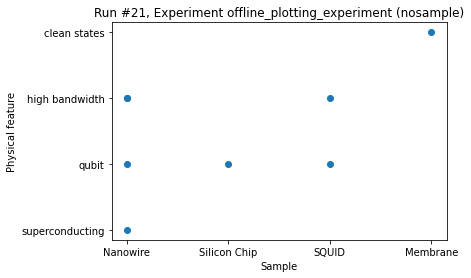 Run #21, Experiment offline_plotting_experiment (nosample)
clean states
high bandwidth
qubit
superconducting
Physical feature
Nanowire
Silicon Chip
SQUID
Membrane
Sample